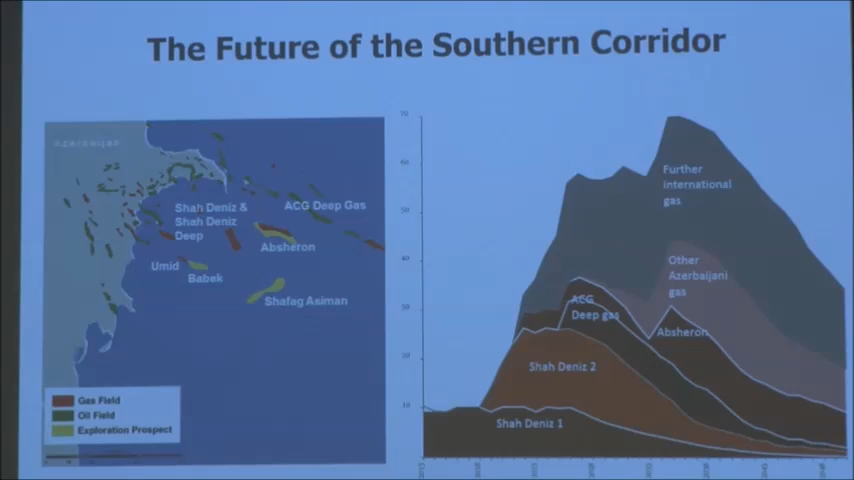 The Future of the Southern Corridor
Azerbaijan
Shah Deniz &
Shah Deniz
Deep
ACG Deep Gas
Absheron
Umid
Babek
Shafag Asiman
Gas Field
Oil Field
Exploration Prospect
70
60
50
40
30
20
10
Further
international
gas
Other
Azerbaijani
gas
ACG
Deep gas
Absheron
Shah Deniz 2
Shah Deniz 1